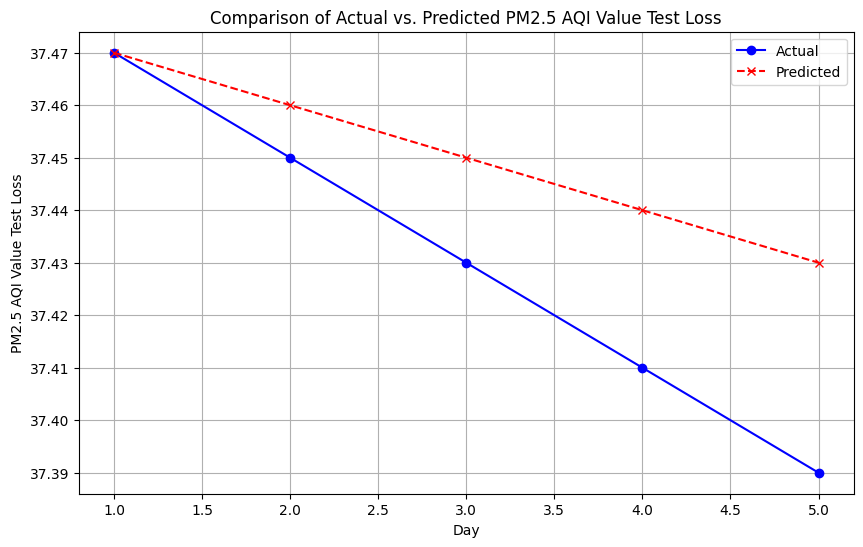 Comparison of Actual vs. Predicted PM2.5 AQI Value Test Loss
Actual
Predicted
PM2.5 AQI Value Test Loss
37.47
37.46
37.45
37.44
37.43
37.42
37.41
37.40
37.39
1.0 1.5 2.0 2.5 3.0 3.5 4.0 4.5 5.0
Day